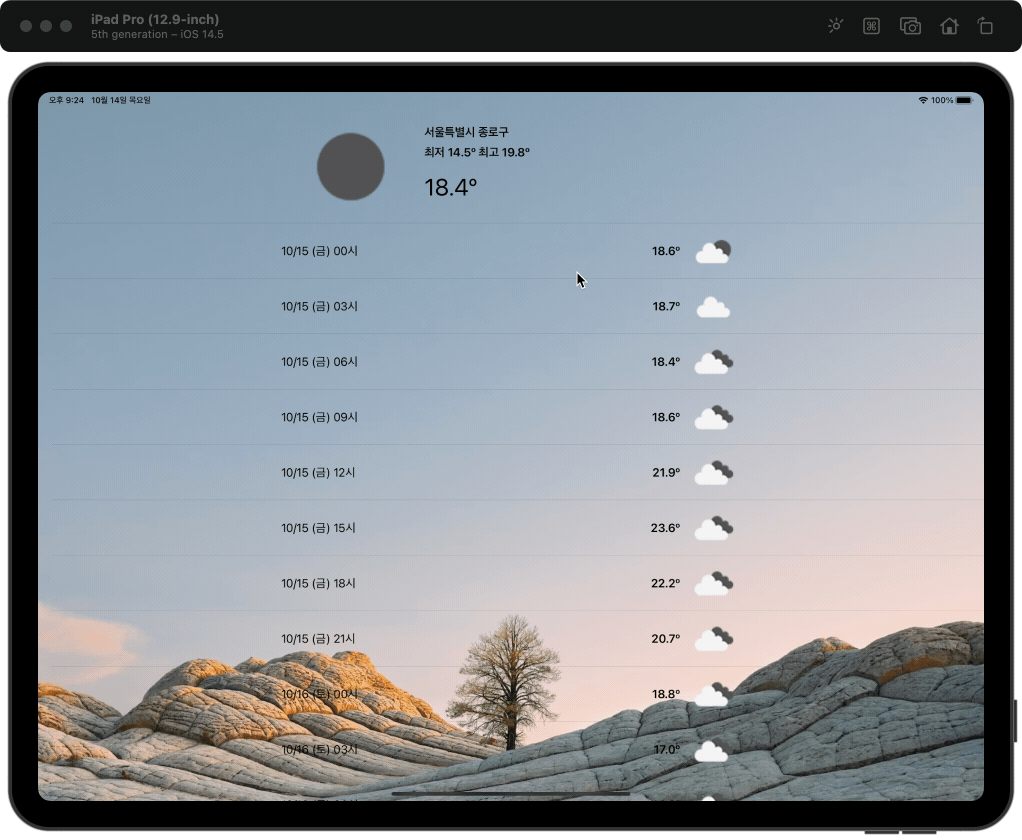 iPad Pro (12.9-inch)
5th generation – iOS 14.5
오후 9:24 10월 14일 목요일
100%
서울특별시 종로구
최저 14.5° 최고 19.8°
18.4°
10/15 (금) 00시 18.6°
10/15 (금) 03시 18.7°
10/15 (금) 06시 18.4°
10/15 (금) 09시 18.6°
10/15 (금) 12시 21.9°
10/15 (금) 15시 23.6°
10/15 (금) 18시 22.2°
10/15 (금) 21시 20.7°
10/16 (토) 00시 18.8°
10/16 (토) 03시 17.0°